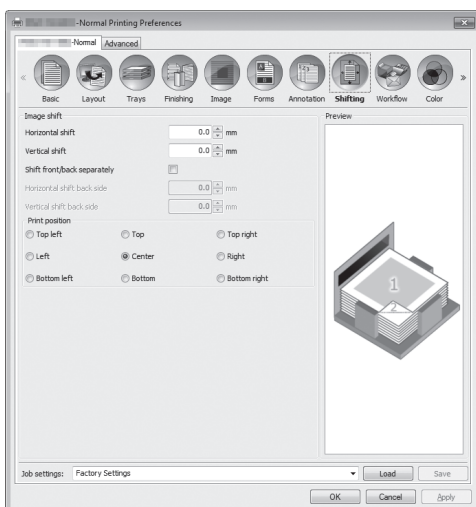 -Normal Printing Preferences
-Normal Advanced
Basic Layout Trays Finishing Image Forms Annotation Shifting Workflow Color
Image shift
Preview
Horizontal shift 0.0 mm
Vertical shift 0.0 mm
Shift front/back separately
Horizontal shift back side 0.0 mm
Vertical shift back side 0.0 mm
Print position
Top left Top Top right
Left Center Right
Bottom left Bottom Bottom right
1
2
Job settings: Factory Settings Load Save
OK Cancel Apply